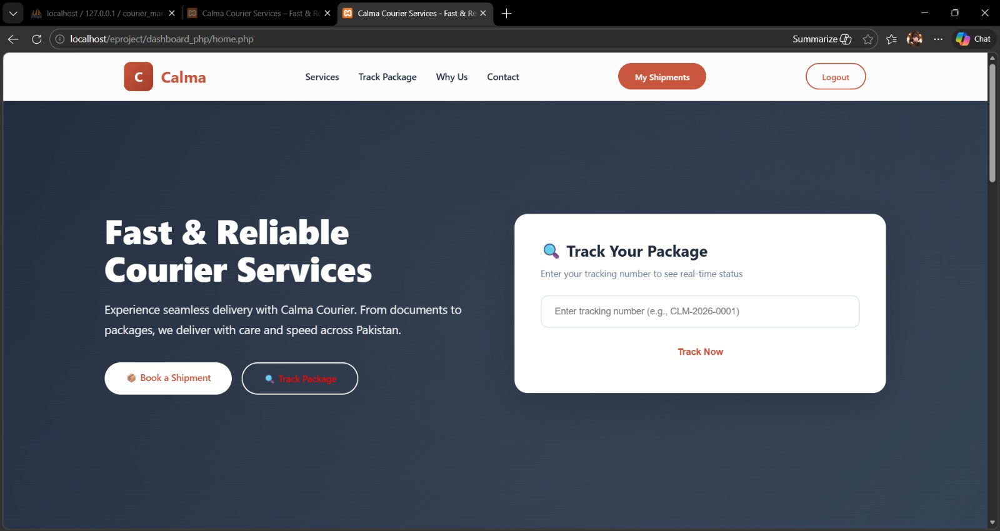 localhost / 127.0.0.1 / courier_man
Calma Courier Services – Fast & Re
Calma Courier Services - Fast & Re
localhost/eproject/dashboard_php/home.php
Summarize
Chat
C
Calma
Services
Track Package
Why Us
Contact
My Shipments
Logout
Fast & Reliable
Courier Services
Experience seamless delivery with Calma Courier. From documents to
packages, we deliver with care and speed across Pakistan.
Book a Shipment
Track Package
Track Your Package
Enter your tracking number to see real-time status
Enter tracking number (e.g., CLM-2026-0001)
Track Now